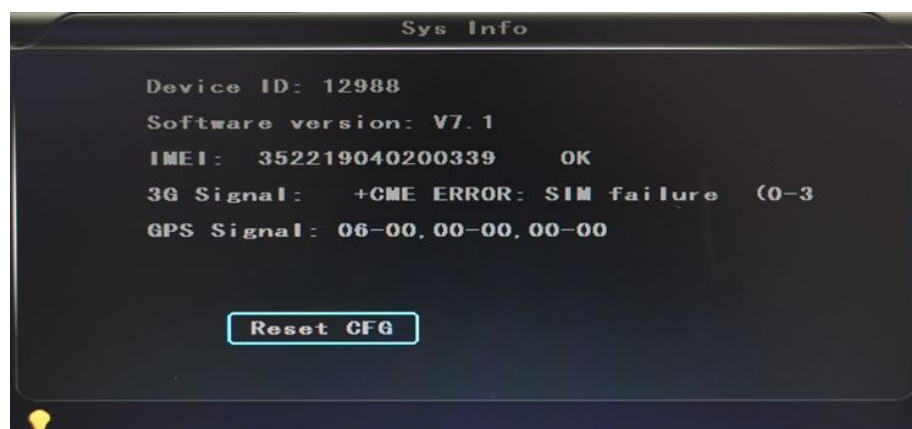 Sys Info
Device ID: 12988
Software version: V7.1
IMEI: 352219040200339 OK
3G Signal: +CME ERROR: SIM failure (0-3
GPS Signal: 06-00,00-00,00-00
Reset CFG